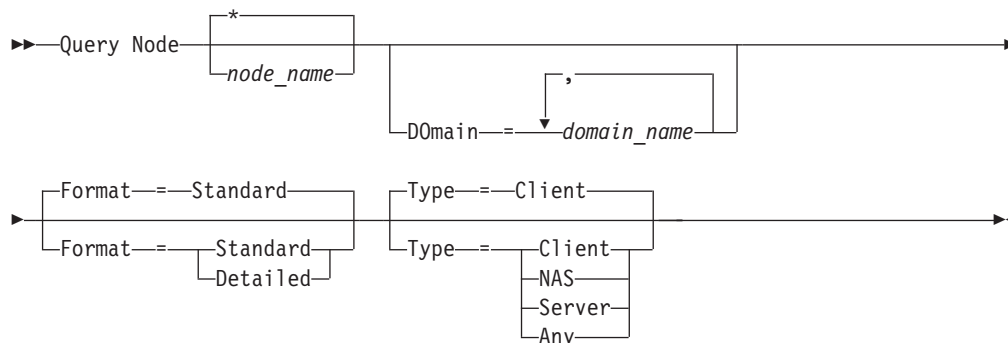 *
Query Node
node_name
,
DOmain = domain_name
Format = Standard Type = Client
Format = Standard Type = Client
Detailed NAS
Server
Any